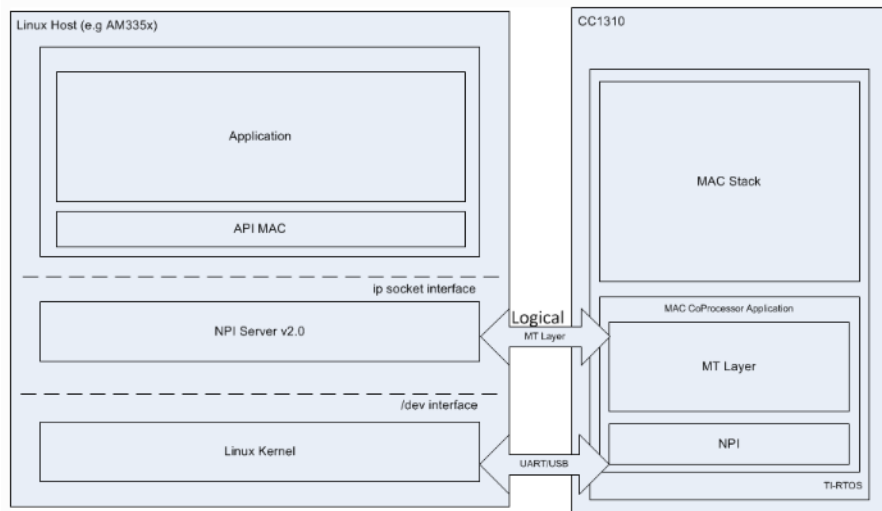 Linux Host (e.g AM335x)
Application
API MAC
ip socket interface
NPI Server v2.0
/dev interface
Linux Kernel
Logical
MT Layer
UART/USB
CC1310
MAC Stack
MAC CoProcessor Application
MT Layer
NPI
TI-RTOS